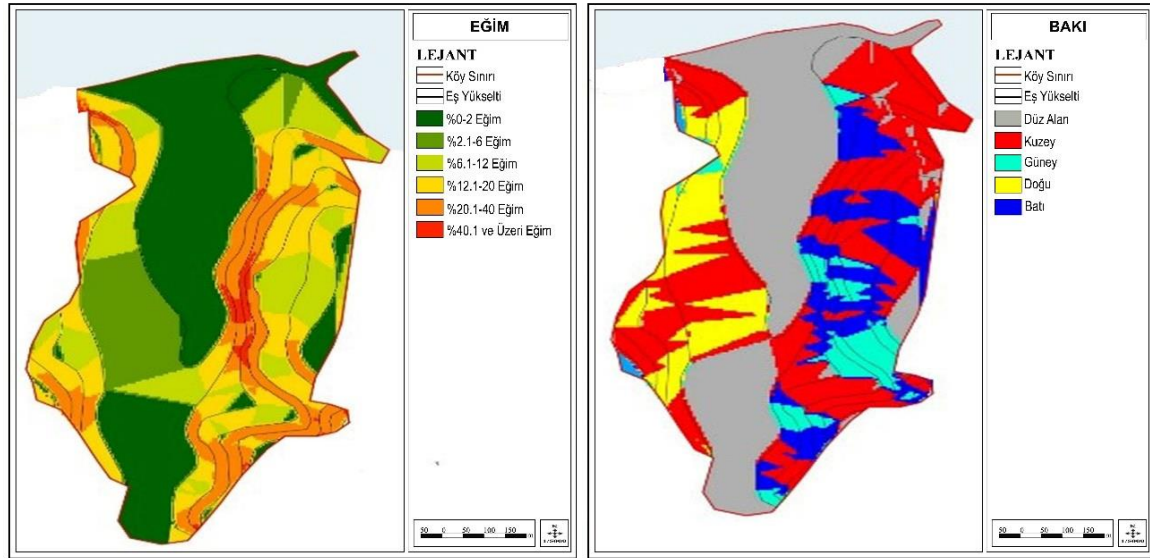 EĞİM
LEJANT
Köy Sınırı
Eş Yükselti
%0-2 Eğim
%2.1-6 Eğim
%6.1-12 Eğim
%12.1-20 Eğim
%20.1-40 Eğim
%40.1 ve Üzeri Eğim
50 0 50 100 150 m
BAKI
LEJANT
Köy Sınırı
Eş Yükselti
Düz Alan
Kuzey
Güney
Doğu
Batı
50 0 50 100 150 m